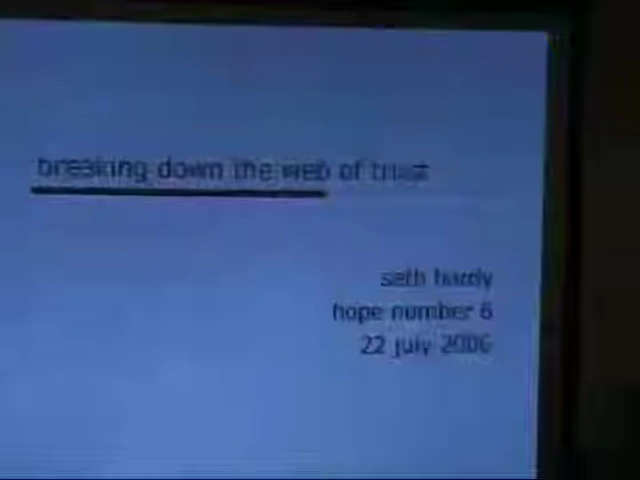 breaking down the web of trust
seth hardy
hope number 6
22 july 2006